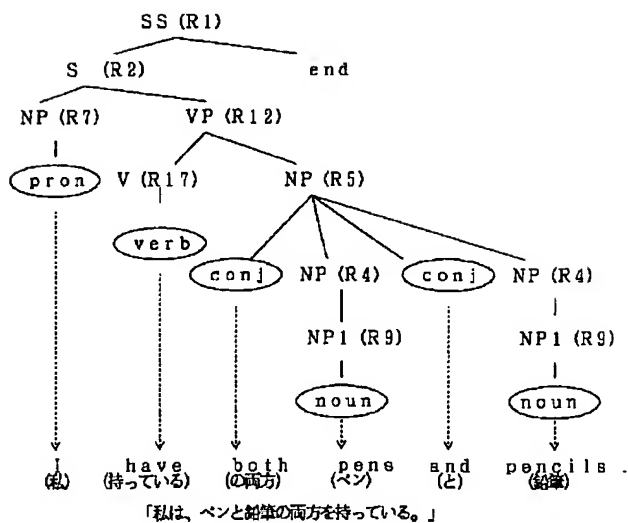 SS (R1)
S (R2) end
NP (R7) VP (R12)
pron V (R17) NP (R5)
verb
conj NP (R4) conj NP (R4)
NP1 (R9) NP1 (R9)
noun noun
I have both pens and pencils .
(私) (持っている) (の両方) (ペン) (と) (鉛筆)
「私は、ペンと鉛筆の両方を持っている。」